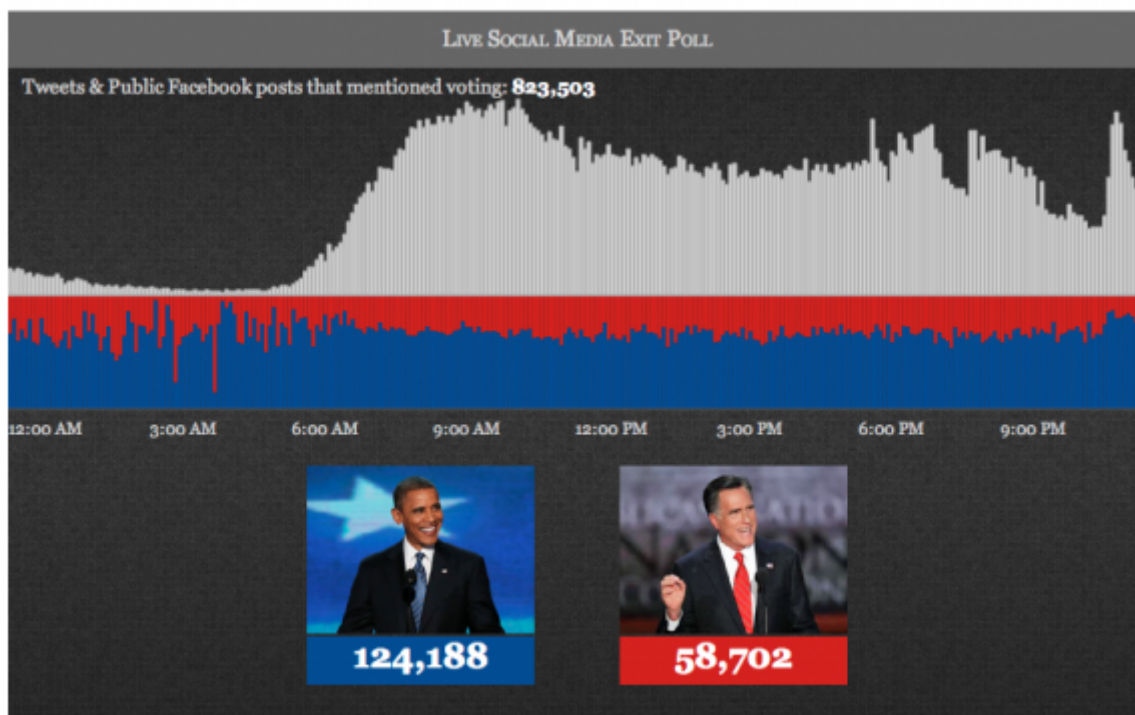 LIVE SOCIAL MEDIA EXIT POLL
Tweets & Public Facebook posts that mentioned voting: 823,503
12:00 AM 3:00 AM 6:00 AM 9:00 AM 12:00 PM 3:00 PM 6:00 PM 9:00 PM
124,188 58,702